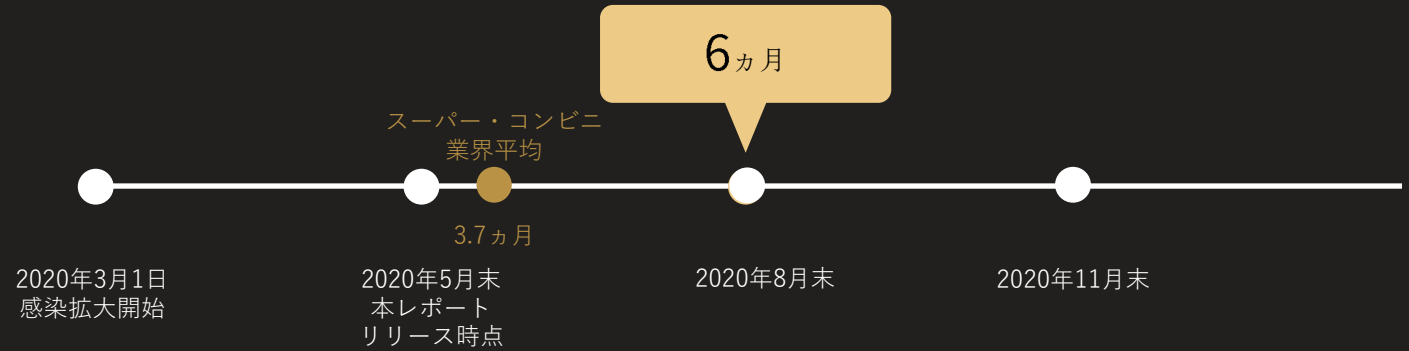 6ヵ月
スーパー・コンビニ
業界平均
3.7ヵ月
2020年3月1日
感染拡大開始
2020年5月末
本レポート
リリース時点
2020年8月末
2020年11月末